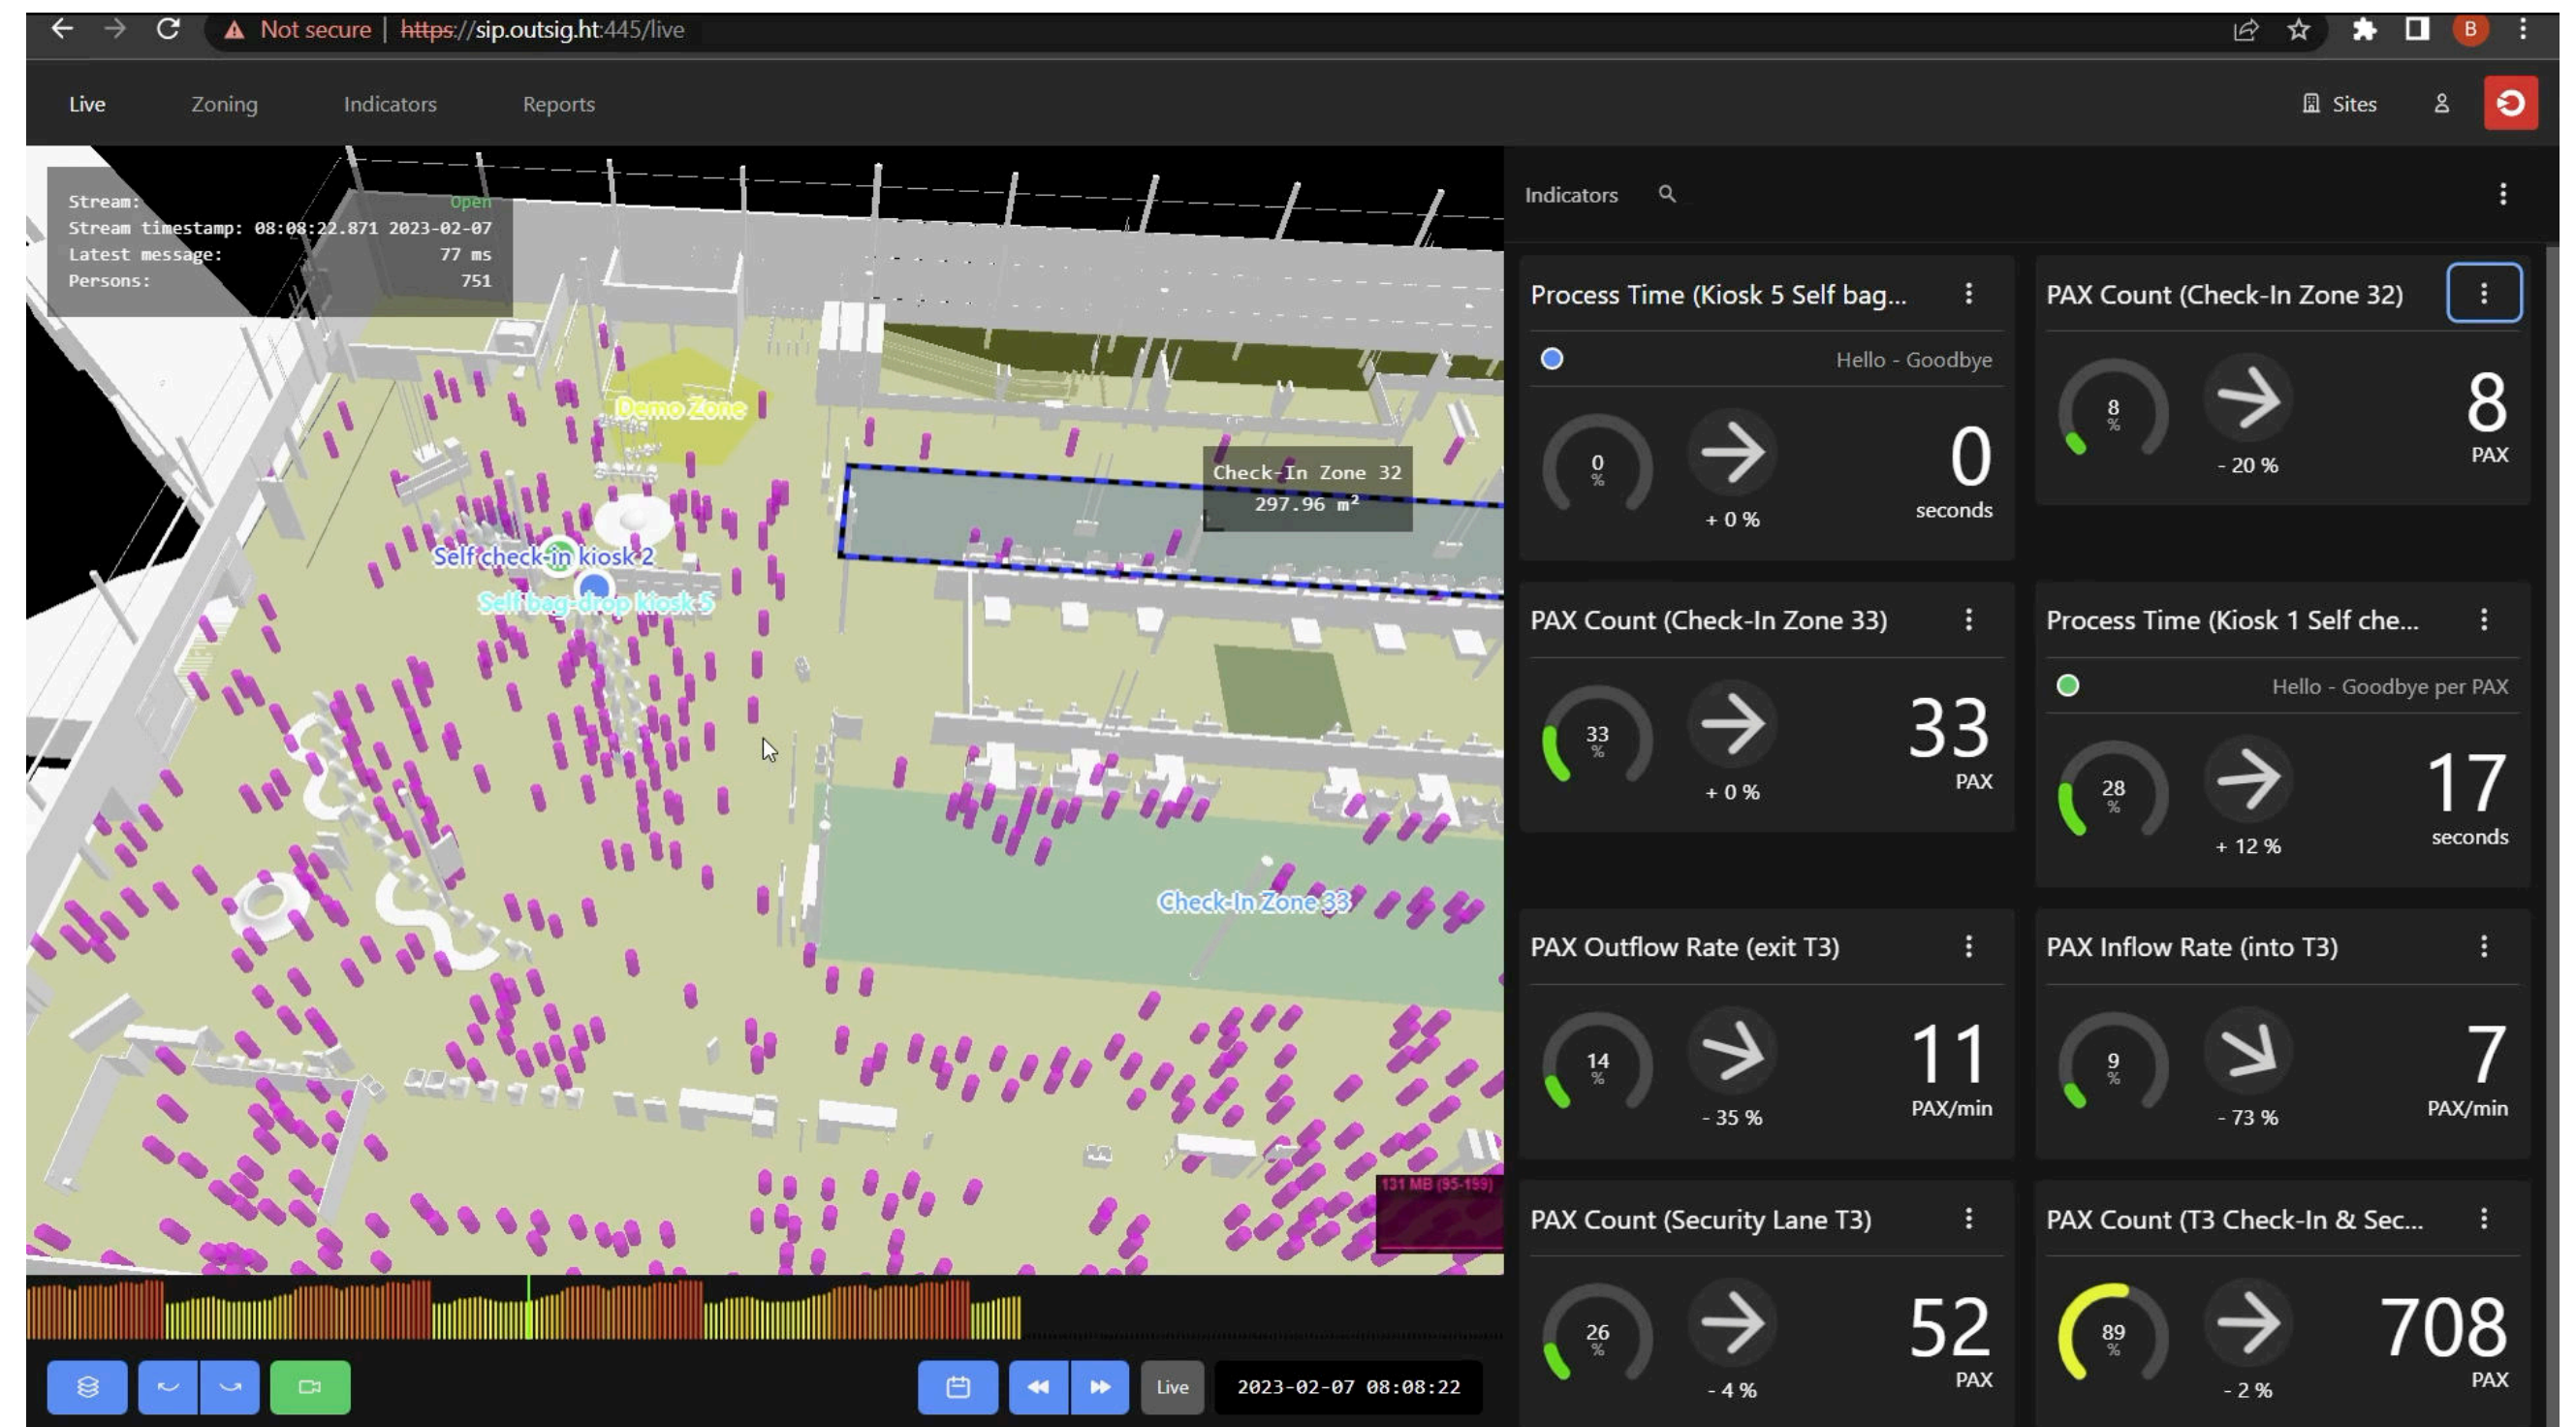 Not secure | https://sip.outsig.ht:445/live
B
Live Zoning Indicators Reports
Sites
Stream: Open
Stream timestamp: 08:08:22.871 2023-02-07
Latest message: 77 ms
Persons: 751
Demo Zone
Check-In Zone 32
297.96 m²
Self check-in kiosk 2
Self bag-drop kiosk 5
Check-In Zone 33
131 MB (95-199)
Live
2023-02-07 08:08:22
Indicators
Process Time (Kiosk 5 Self bag...
Hello - Goodbye
0
%
+ 0 %
0
seconds
PAX Count (Check-In Zone 32)
8
%
- 20 %
8
PAX
PAX Count (Check-In Zone 33)
33
%
+ 0 %
33
PAX
Process Time (Kiosk 1 Self che...
Hello - Goodbye per PAX
28
%
+ 12 %
17
seconds
PAX Outflow Rate (exit T3)
14
%
- 35 %
11
PAX/min
PAX Inflow Rate (into T3)
9
%
- 73 %
7
PAX/min
PAX Count (Security Lane T3)
26
%
- 4 %
52
PAX
PAX Count (T3 Check-In & Sec...
89
%
- 2 %
708
PAX